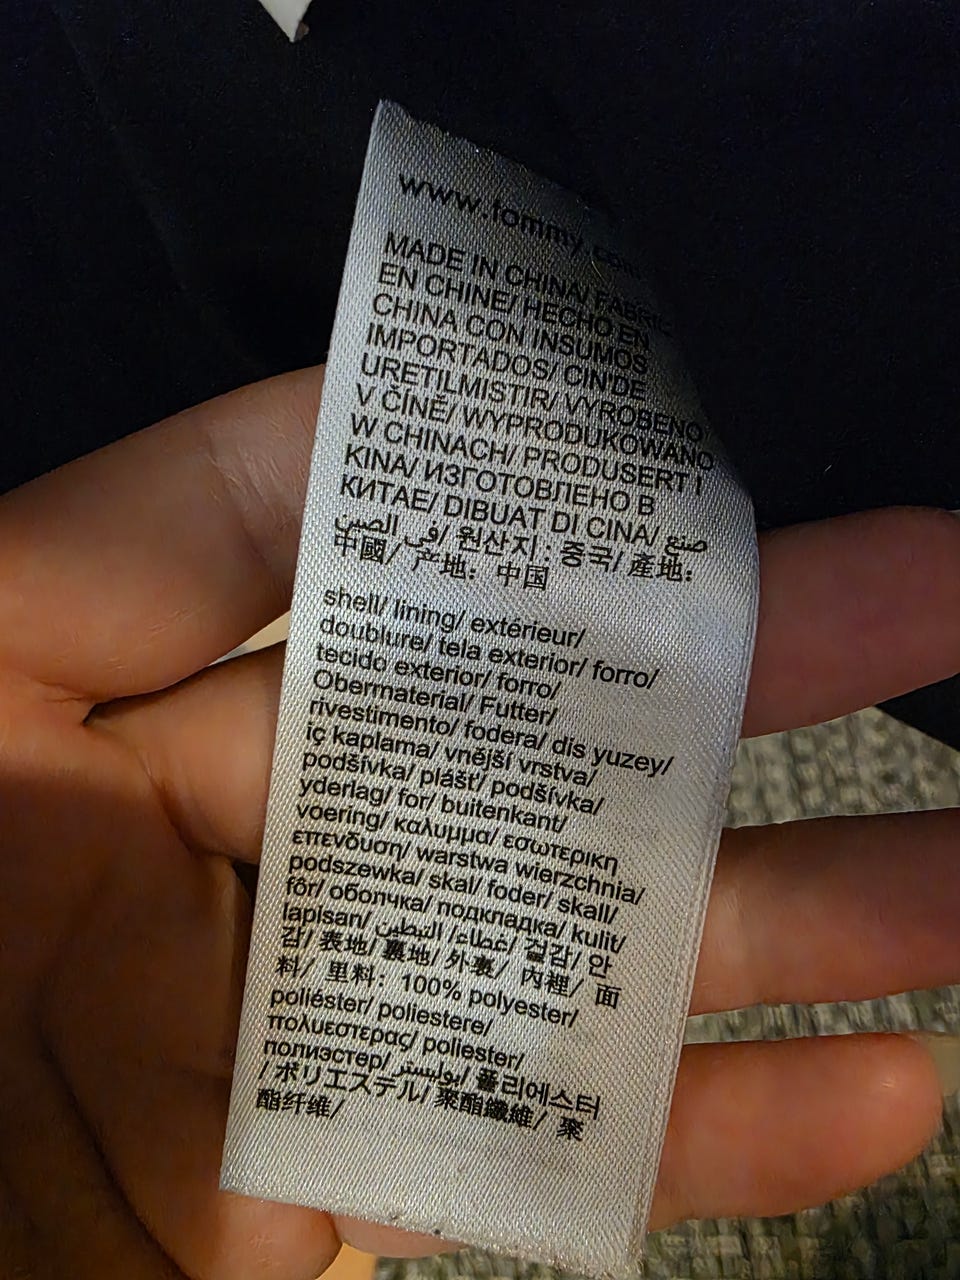 www.tommy.com
MADE IN CHINA/ FABRIQ
EN CHINE/ HECHO EN
CHINA CON INSUMOS
IMPORTADOS/ CIN'DE
URETILMISTIR/ VYROBENO
V ČÍNĚ/ WYPRODUKOWANO
W CHINACH/ PRODUSERT I
KINA/ ИЗГОТОВЛЕНО В
КИТАЕ/ DIBUAT DI CINA/ صنع
في الصين/ 원산지: 중국/ 產地:
中國/ 产地: 中国
shell/ lining/ extérieur/
doublure/ tela exterior/ forro/
tecido exterior/ forro/
Obermaterial/ Futter/
rivestimento/ fodera/ dis yuzey/
iç kaplama/ vnější vrstva/
podšívka/ plášť/ podšívka/
yderlag/ for/ buitenkant/
voering/ καλυμμα/ εσωτερικη
επενδυση/ warstwa wierzchnia/
podszewka/ skal/ foder/ skall/
fôr/ оболчка/ подкладка/ kulit/
lapisan/ غطاء/ التبطين/ 겉감/ 안
감/ 表地/ 裏地/ 外裏/ 內裡/ 面
料/ 里料: 100% polyester/
poliéster/ poliestere/
πολυεστερας/ poliester/
полиэстер/ بوليستر/ 폴리에스터
/ ポリエステル/ 聚酯纖維/ 聚
酯纤维/